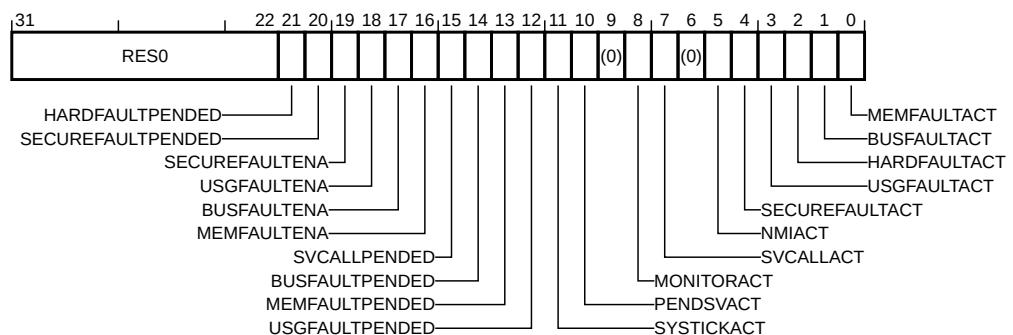 31 22 21 20 19 18 17 16 15 14 13 12 11 10 9 8 7 6 5 4 3 2 1 0
RES0 (0) (0)
HARDFAULTPENDED MEMFAULTACT
SECUREFAULTPENDED BUSFAULTACT
SECUREFAULTENA HARDFAULTACT
USGFAULTENA USGFAULTACT
BUSFAULTENA SECUREFAULTACT
MEMFAULTENA NMIACT
SVCALLPENDED SVCALLACT
BUSFAULTPENDED MONITORACT
MEMFAULTPENDED PENDSVACT
USGFAULTPENDED SYSTICKACT